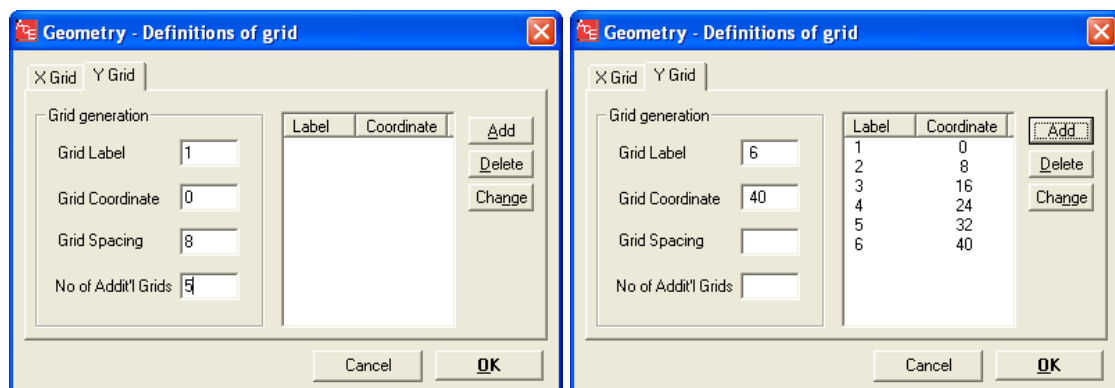 Geometry - Definitions of grid
X Grid Y Grid
Grid generation
Grid Label 1
Grid Coordinate 0
Grid Spacing 8
No of Addit'l Grids 5
Label Coordinate
Add
Delete
Change
Cancel OK
Geometry - Definitions of grid
X Grid Y Grid
Grid generation
Grid Label 6
Grid Coordinate 40
Grid Spacing
No of Addit'l Grids
Label Coordinate
1 0
2 8
3 16
4 24
5 32
6 40
Add
Delete
Change
Cancel OK